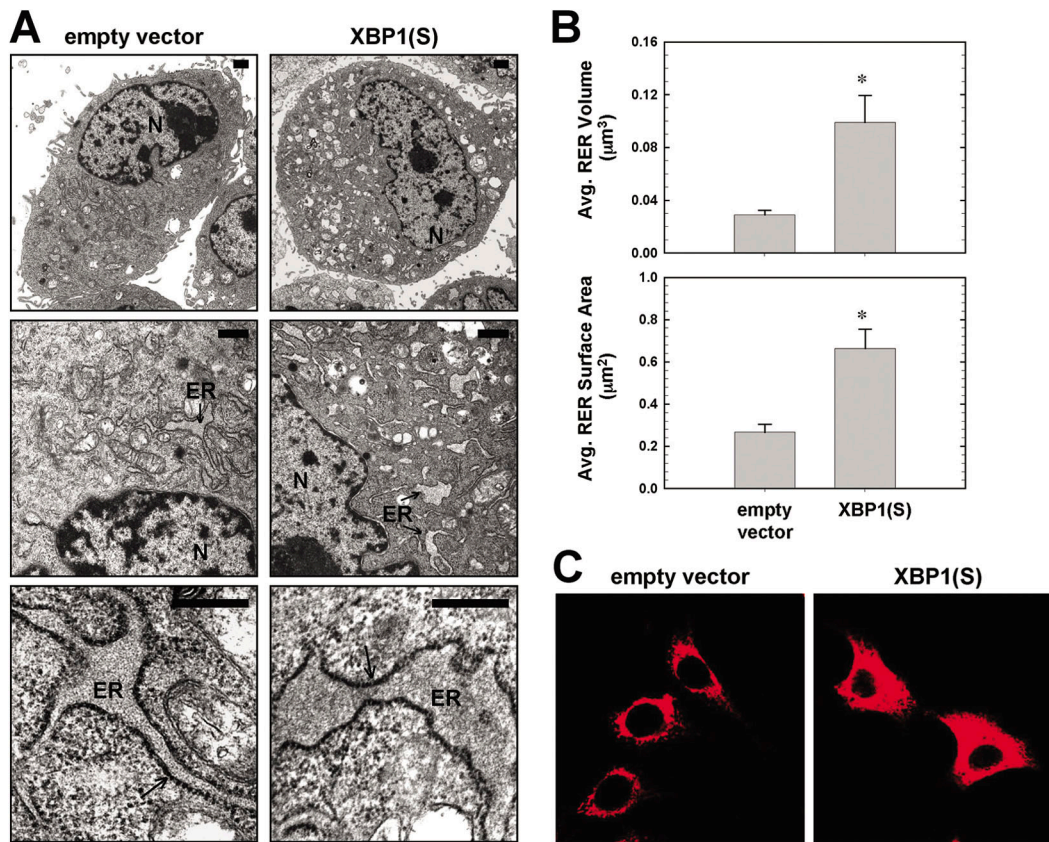 A
empty vector
XBP1(S)
N
N
ER
N
N
ER
ER
ER
B
Avg. RER Volume
(μm³)
0.16
0.12
0.08
0.04
0.00
*
Avg. RER Surface Area
(μm²)
1.0
0.8
0.6
0.4
0.2
0.0
*
empty
vector
XBP1(S)
C
empty vector
XBP1(S)